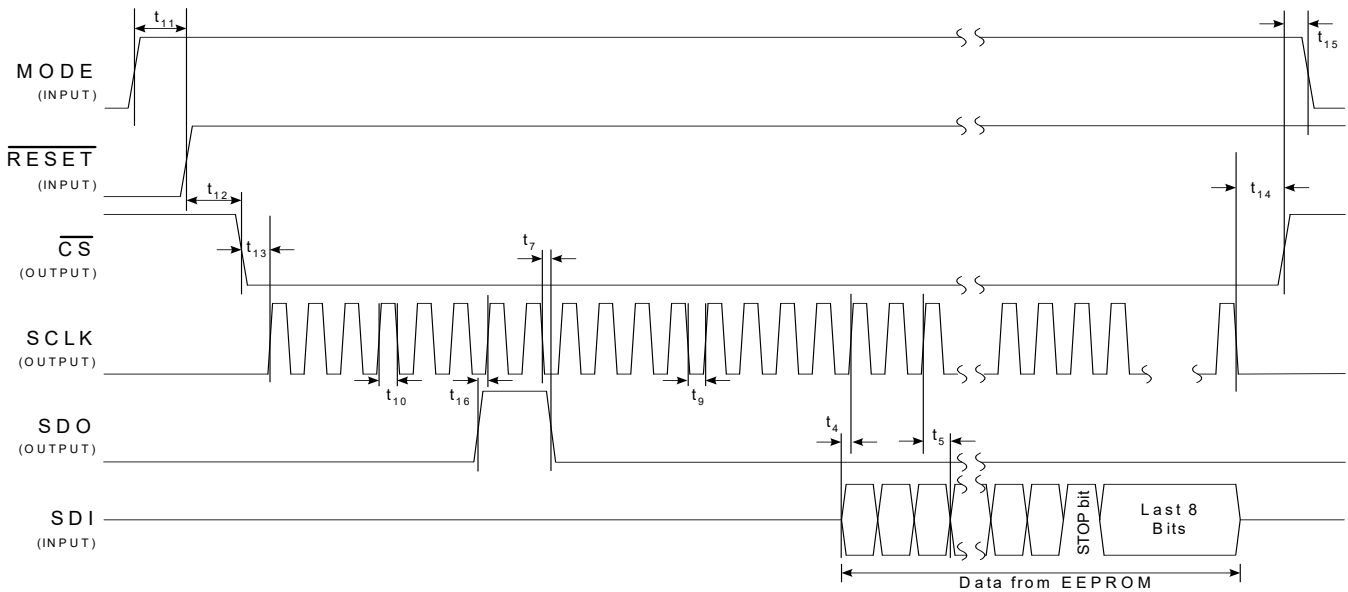 t11
t15
MODE
(INPUT)
RESET
(INPUT)
t12
t14
CS
(OUTPUT)
t13
t7
SCLK
(OUTPUT)
t10
t16
t9
SDO
(OUTPUT)
t4
t5
SDI
(INPUT)
STOP bit
Last 8
Bits
Data from EEPROM